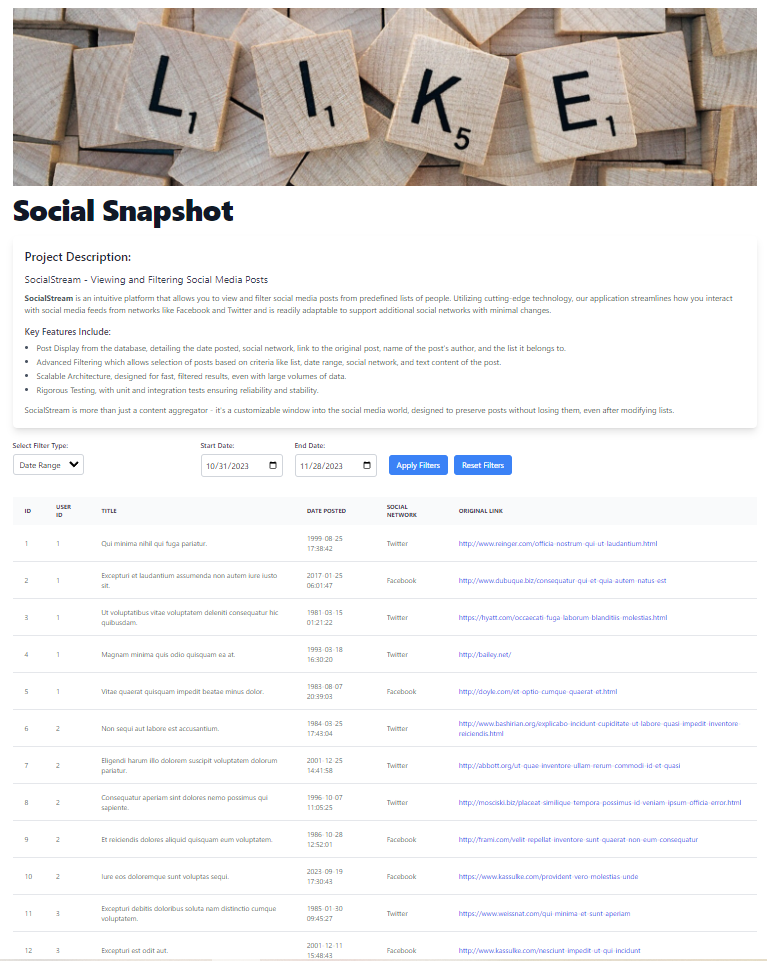 L1 I1 K5 E1
Social Snapshot
Project Description:
SocialStream - Viewing and Filtering Social Media Posts
SocialStream is an intuitive platform that allows you to view and filter social media posts from predefined lists of people. Utilizing cutting-edge technology, our application streamlines how you interact
with social media feeds from networks like Facebook and Twitter and is readily adaptable to support additional social networks with minimal changes.
Key Features Include:
• Post Display from the database, detailing the date posted, social network, link to the original post, name of the post's author, and the list it belongs to.
• Advanced Filtering which allows selection of posts based on criteria like list, date range, social network, and text content of the post.
• Scalable Architecture, designed for fast, filtered results, even with large volumes of data.
• Rigorous Testing, with unit and integration tests ensuring reliability and stability.
SocialStream is more than just a content aggregator - it's a customizable window into the social media world, designed to preserve posts without losing them, even after modifying lists.
Select Filter Type: Start Date: End Date:
Date Range 10/31/2023 11/28/2023 Apply Filters Reset Filters
ID USER ID TITLE DATE POSTED SOCIAL NETWORK ORIGINAL LINK
1 1 Qui minima nihil qui fuga pariatur. 1999-08-25 17:38:42 Twitter http://www.reinger.com/officia-nostrum-qui-ut-laudantium.html
2 1 Excepturi et laudantium assumenda non autem iure iusto sit. 2017-01-25 06:01:47 Facebook http://www.dubuque.biz/consequatur-qui-et-quia-autem-natus-est
3 1 Ut voluptatibus vitae voluptatem deleniti consequatur hic quibusdam. 1981-03-15 01:21:22 Twitter https://hyatt.com/occaecati-fuga-laborum-blanditiis-molestias.html
4 1 Magnam minima quis odio quisquam ea at. 1993-03-18 16:30:20 Twitter http://bailey.net/
5 1 Vitae quaerat quisquam impedit beatae minus dolor. 1983-08-07 20:39:03 Facebook http://doyle.com/et-optio-cumque-quaerat-et.html
6 2 Non sequi aut labore est accusantium. 1984-03-25 17:43:04 Twitter http://www.bashirian.org/explicabo-incidunt-cupiditate-ut-labore-quasi-impedit-inventore-reiciendis.html
7 2 Eligendi harum illo dolorem suscipit voluptatem dolorum pariatur. 2001-12-25 14:41:58 Twitter http://abbott.org/ut-quae-inventore-ullam-rerum-commodi-id-et-quasi
8 2 Consequatur aperiam sint dolores nemo possimus qui sapiente. 1996-10-07 11:05:25 Twitter http://mosciski.biz/placeat-similique-tempora-possimus-id-veniam-ipsum-officia-error.html
9 2 Et reiciendis dolores aliquid quisquam eum voluptatem. 1986-10-28 12:52:01 Facebook http://frami.com/velit-repellat-inventore-sunt-quaerat-non-eum-consequatur
10 2 Iure eos doloremque sunt voluptas sequi. 2023-09-19 17:30:43 Facebook https://www.kassulke.com/provident-vero-molestias-unde
11 3 Excepturi debitis doloribus soluta nam distinctio cumque voluptatem. 1985-01-30 09:45:27 Twitter https://www.weissnat.com/qui-minima-et-sunt-aperiam
12 3 Excepturi est odit aut. 2001-12-11 15:48:43 Facebook http://www.kassulke.com/nesciunt-impedit-ut-qui-incidunt